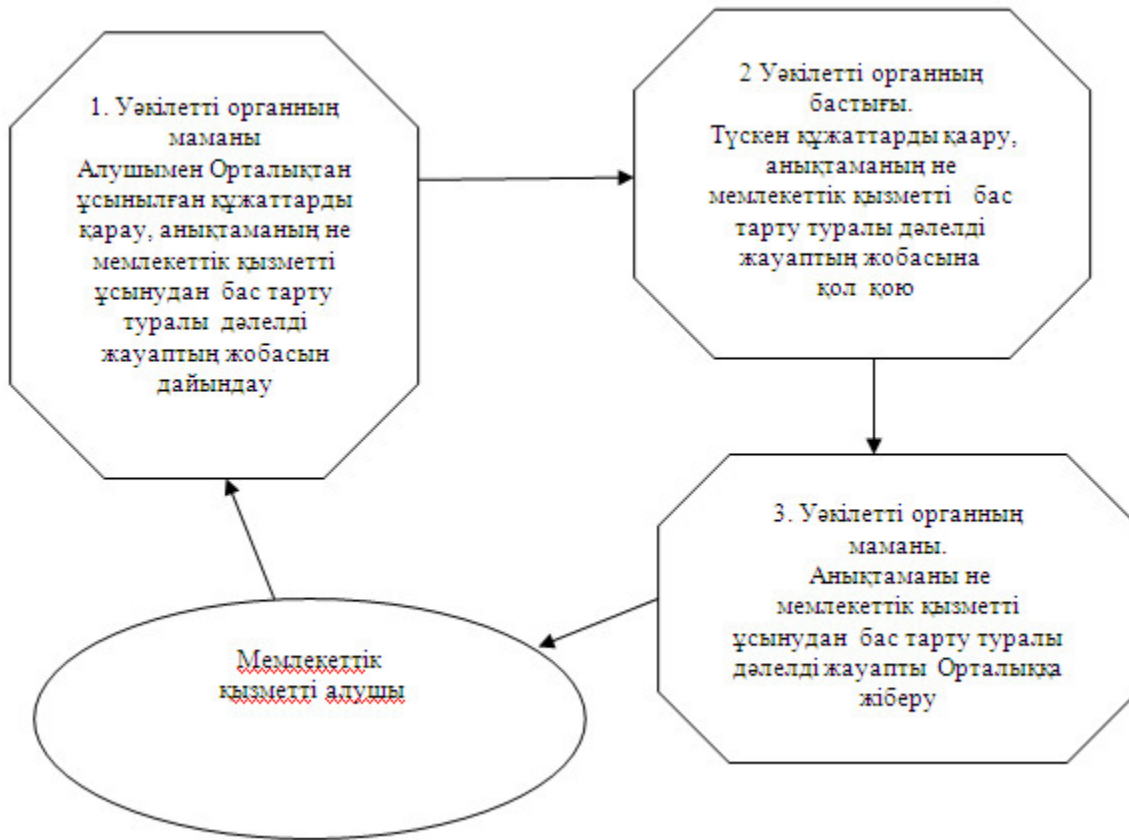 1. Уәкілетті органның
маманы
Алушымен Орталықтан
ұсынылған құжаттарды
қарау, анықтаманың не
мемлекеттік қызметті
ұсынудан бас тарту
туралы дәлелді
жауаптың жобасын
дайындау
2 Уәкілетті органның
бастығы.
Түскен құжаттарды қаару,
анықтаманың не
мемлекеттік қызметті бас
тарту туралы дәлелді
жауаптың жобасына
қол қою
3. Уәкілетті органның
маманы.
Анықтаманы не
мемлекеттік қызметті
ұсынудан бас тарту туралы
дәлелді жауапты Орталыққа
жіберу
Мемлекеттік
қызметті алушы